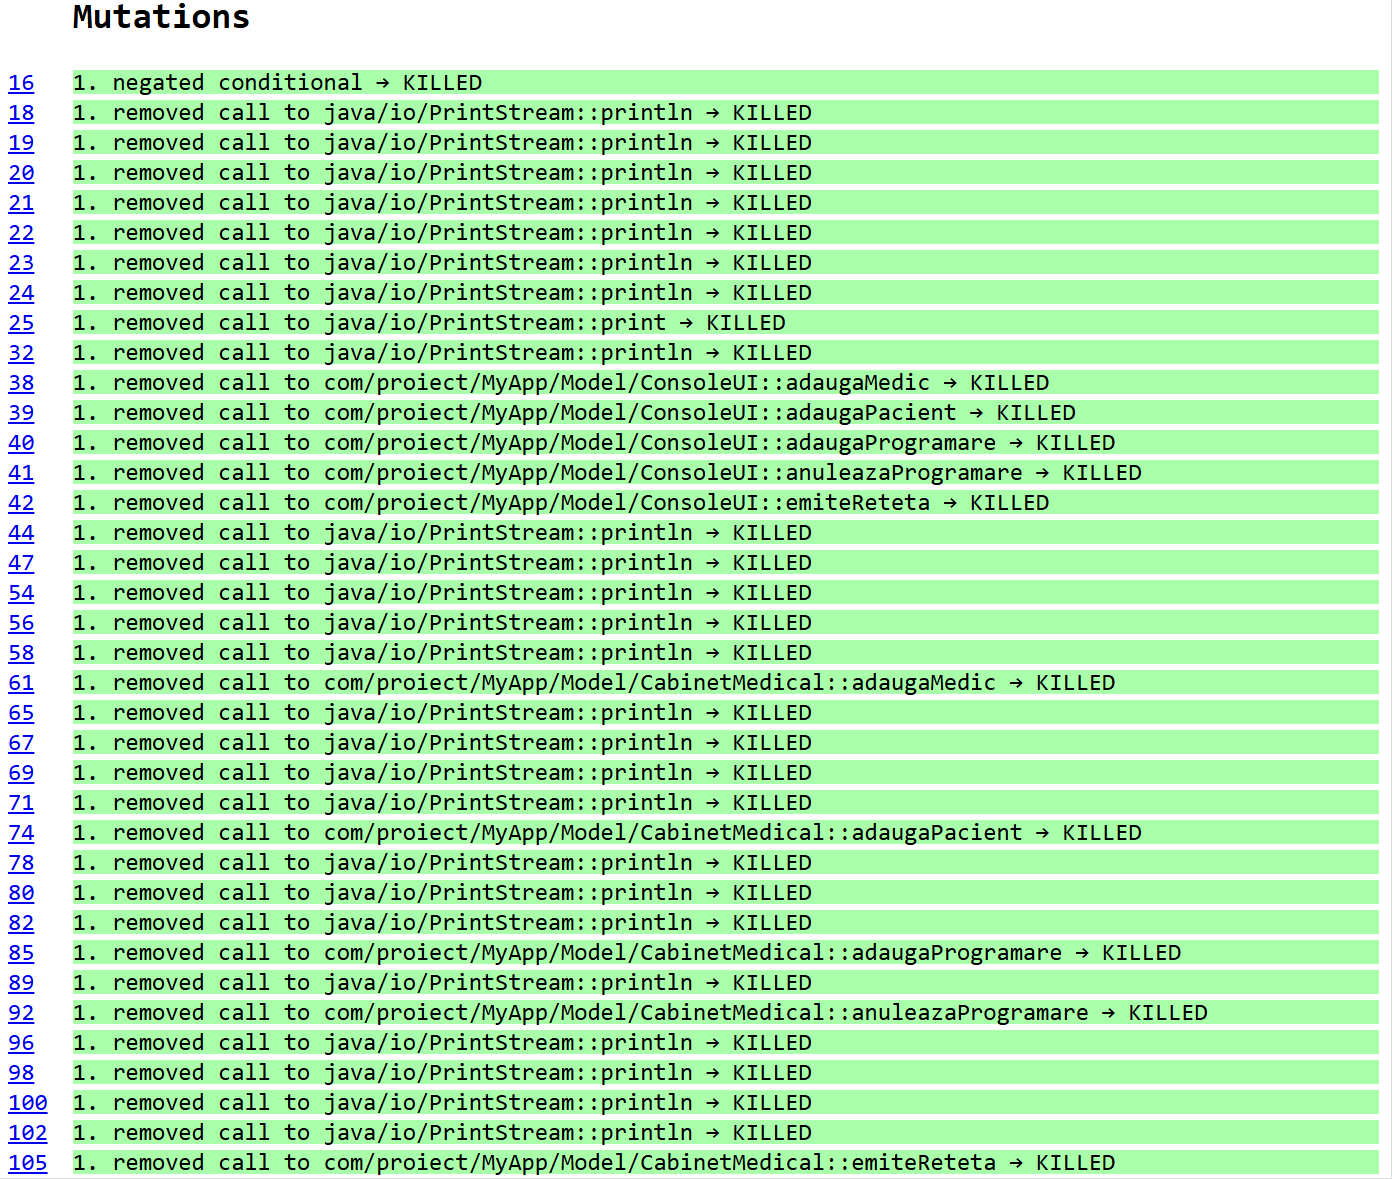 Mutations
16 1. negated conditional → KILLED
18 1. removed call to java/io/PrintStream::println → KILLED
19 1. removed call to java/io/PrintStream::println → KILLED
20 1. removed call to java/io/PrintStream::println → KILLED
21 1. removed call to java/io/PrintStream::println → KILLED
22 1. removed call to java/io/PrintStream::println → KILLED
23 1. removed call to java/io/PrintStream::println → KILLED
24 1. removed call to java/io/PrintStream::println → KILLED
25 1. removed call to java/io/PrintStream::print → KILLED
32 1. removed call to java/io/PrintStream::println → KILLED
38 1. removed call to com/proiect/MyApp/Model/ConsoleUI::adaugaMedic → KILLED
39 1. removed call to com/proiect/MyApp/Model/ConsoleUI::adaugaPacient → KILLED
40 1. removed call to com/proiect/MyApp/Model/ConsoleUI::adaugaProgramare → KILLED
41 1. removed call to com/proiect/MyApp/Model/ConsoleUI::anuleazaProgramare → KILLED
42 1. removed call to com/proiect/MyApp/Model/ConsoleUI::emiteReteta → KILLED
44 1. removed call to java/io/PrintStream::println → KILLED
47 1. removed call to java/io/PrintStream::println → KILLED
54 1. removed call to java/io/PrintStream::println → KILLED
56 1. removed call to java/io/PrintStream::println → KILLED
58 1. removed call to java/io/PrintStream::println → KILLED
61 1. removed call to com/proiect/MyApp/Model/CabinetMedical::adaugaMedic → KILLED
65 1. removed call to java/io/PrintStream::println → KILLED
67 1. removed call to java/io/PrintStream::println → KILLED
69 1. removed call to java/io/PrintStream::println → KILLED
71 1. removed call to java/io/PrintStream::println → KILLED
74 1. removed call to com/proiect/MyApp/Model/CabinetMedical::adaugaPacient → KILLED
78 1. removed call to java/io/PrintStream::println → KILLED
80 1. removed call to java/io/PrintStream::println → KILLED
82 1. removed call to java/io/PrintStream::println → KILLED
85 1. removed call to com/proiect/MyApp/Model/CabinetMedical::adaugaProgramare → KILLED
89 1. removed call to java/io/PrintStream::println → KILLED
92 1. removed call to com/proiect/MyApp/Model/CabinetMedical::anuleazaProgramare → KILLED
96 1. removed call to java/io/PrintStream::println → KILLED
98 1. removed call to java/io/PrintStream::println → KILLED
100 1. removed call to java/io/PrintStream::println → KILLED
102 1. removed call to java/io/PrintStream::println → KILLED
105 1. removed call to com/proiect/MyApp/Model/CabinetMedical::emiteReteta → KILLED